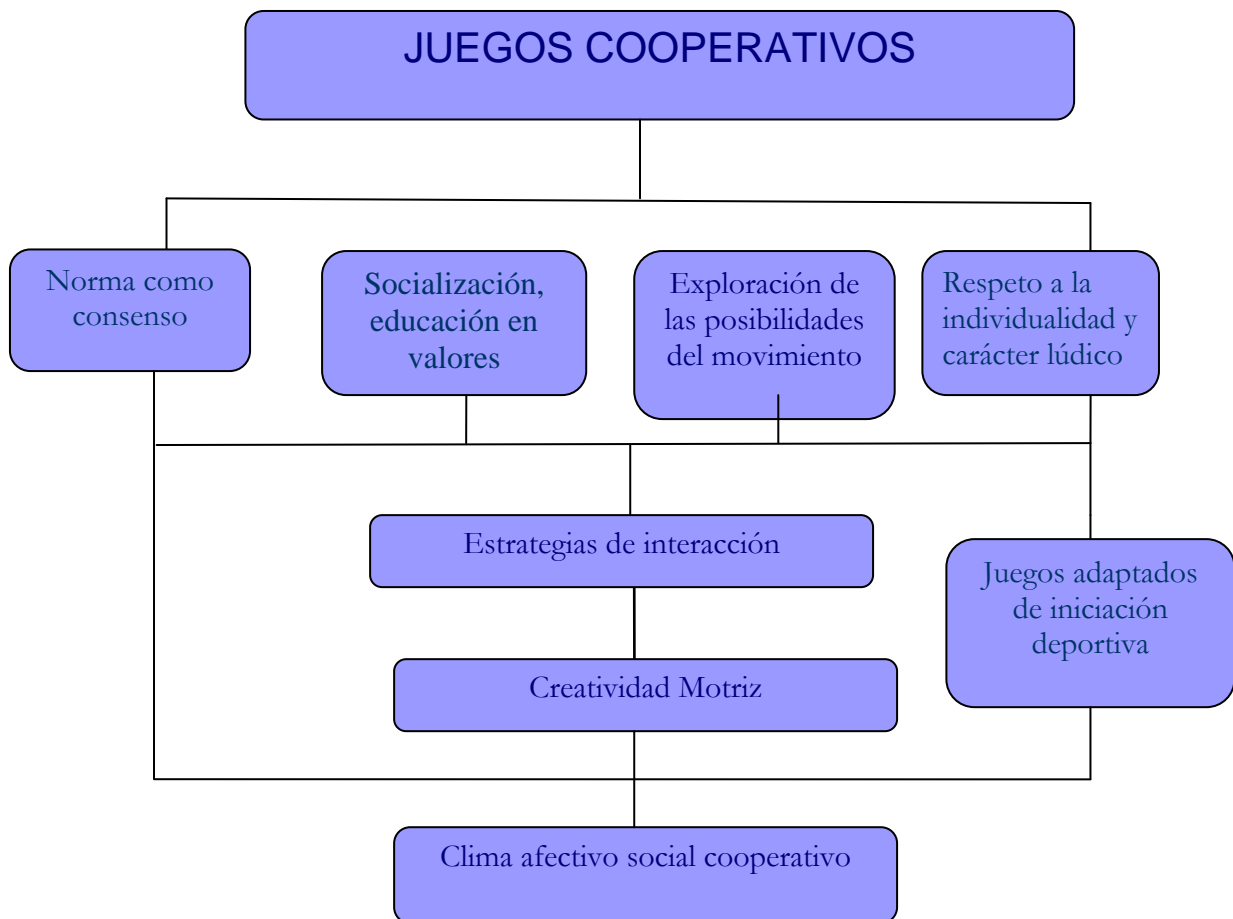 JUEGOS COOPERATIVOS
Norma como
consenso
Socialización,
educación en
valores
Exploración de
las posibilidades
del movimiento
Respeto a la
individualidad y
carácter lúdico
Estrategias de interacción
Juegos adaptados
de iniciación
deportiva
Creatividad Motriz
Clima afectivo social cooperativo